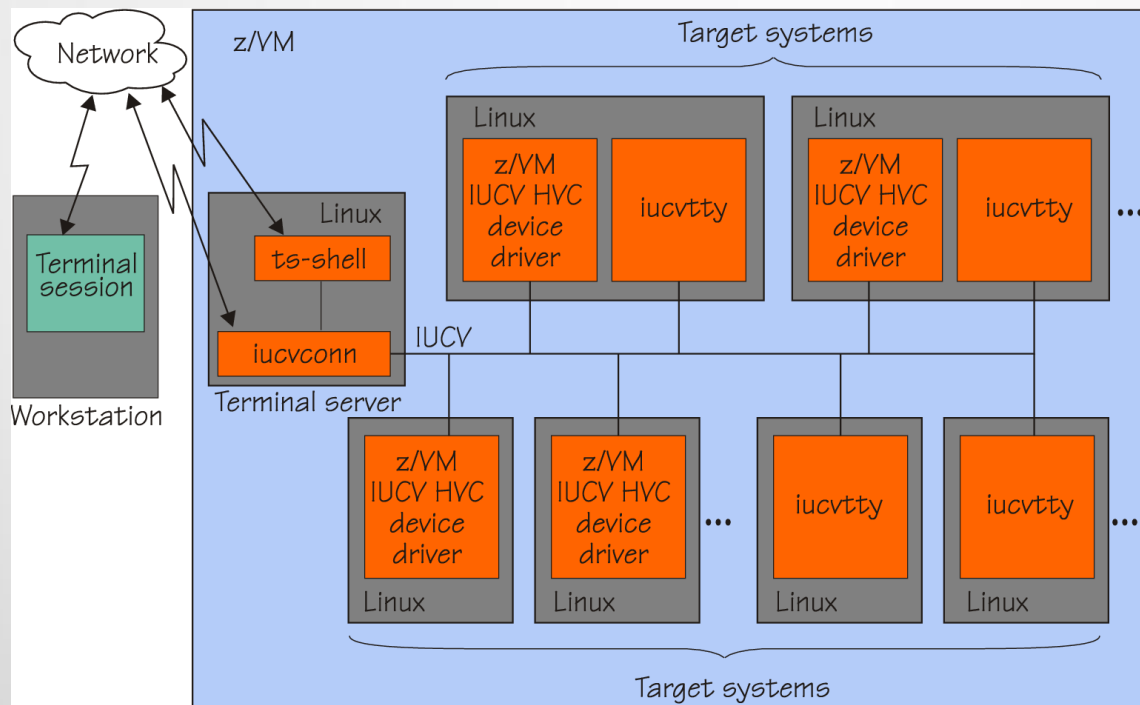 Network
z/VM
Target systems
Linux
z/VM
IUCV HVC
device
driver
iucvtty
Linux
z/VM
IUCV HVC
device
driver
iucvtty
...
Linux
ts-shell
iucvconn
Terminal server
Terminal
session
Workstation
IUCV
z/VM
IUCV HVC
device
driver
Linux
z/VM
IUCV HVC
device
driver
Linux
...
iucvtty
Linux
iucvtty
Linux
...
Target systems